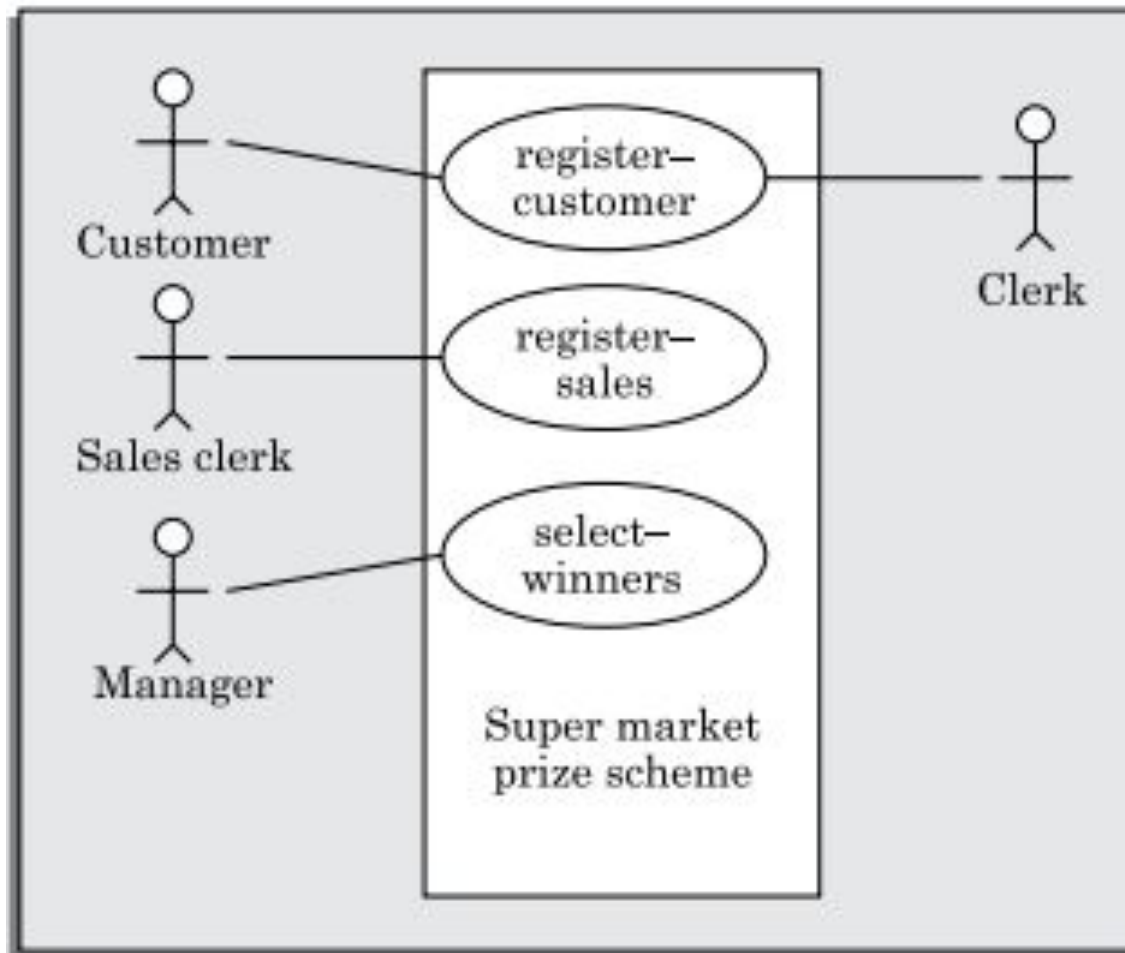 register–
customer
Customer
Clerk
register–
sales
Sales clerk
select–
winners
Manager
Super market
prize scheme